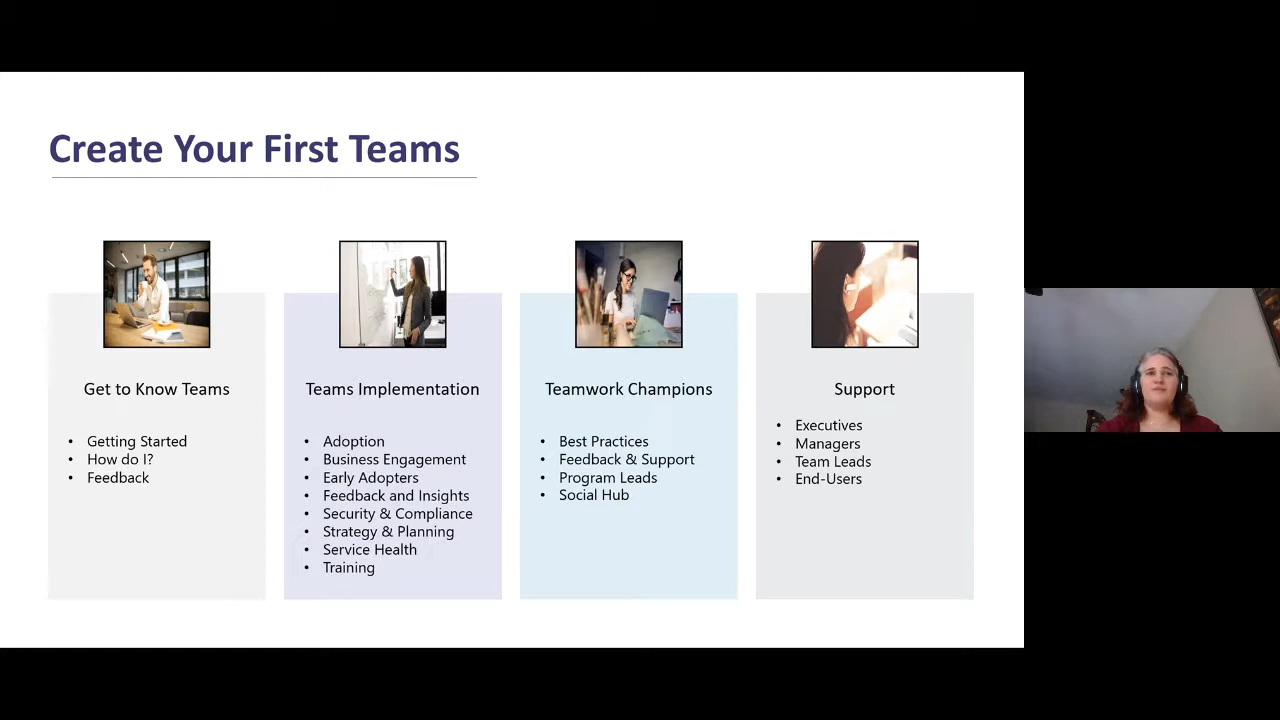 Create Your First Teams
Get to Know Teams
• Getting Started
• How do I?
• Feedback
Teams Implementation
• Adoption
• Business Engagement
• Early Adopters
• Feedback and Insights
• Security & Compliance
• Strategy & Planning
• Service Health
• Training
Teamwork Champions
• Best Practices
• Feedback & Support
• Program Leads
• Social Hub
Support
• Executives
• Managers
• Team Leads
• End-Users